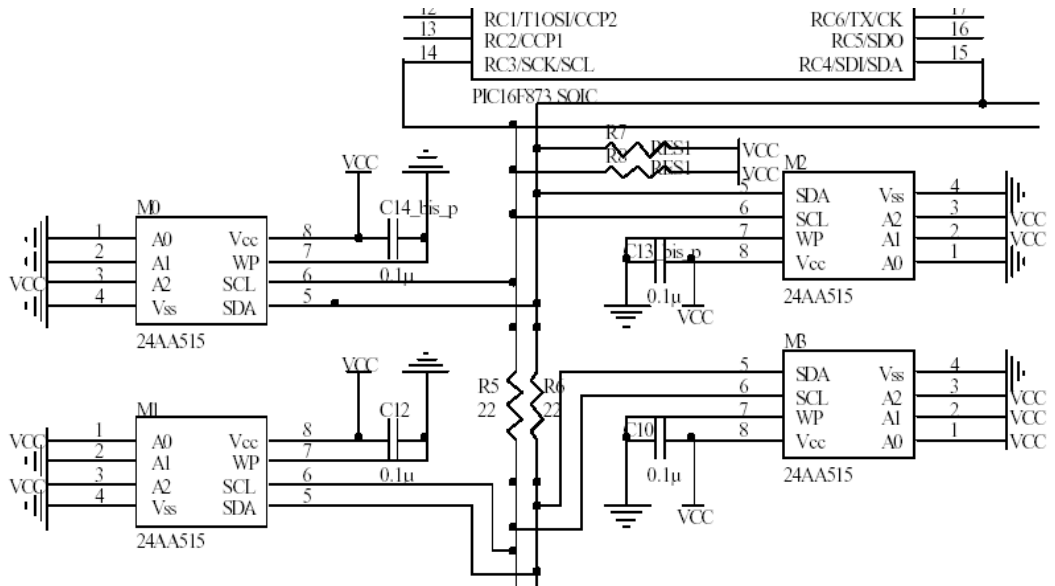 12
RC1/T1OSI/CCP2
RC6/TX/CK
17
13
RC2/CCP1
RC5/SDO
16
14
RC3/SCK/SCL
RC4/SDI/SDA
15
PIC16F873 SOIC
R7
RES1
VCC
R8
RES1
VCC
VCC
C14_bis_p
0.1µ
M0
1
A0
Vcc
8
2
A1
WP
7
VCC
3
A2
SCL
6
4
Vss
SDA
5
24AA515
M2
5
SDA
Vss
4
6
SCL
A2
3
VCC
7
WP
A1
2
VCC
8
Vcc
A0
1
24AA515
C13_bis_p
0.1µ
VCC
VCC
C12
0.1µ
R5
22
R6
22
M1
VCC
1
A0
Vcc
8
2
A1
WP
7
VCC
3
A2
SCL
6
4
Vss
SDA
5
24AA515
M3
5
SDA
Vss
4
6
SCL
A2
3
VCC
7
WP
A1
2
VCC
8
Vcc
A0
1
VCC
24AA515
C10
0.1µ
VCC